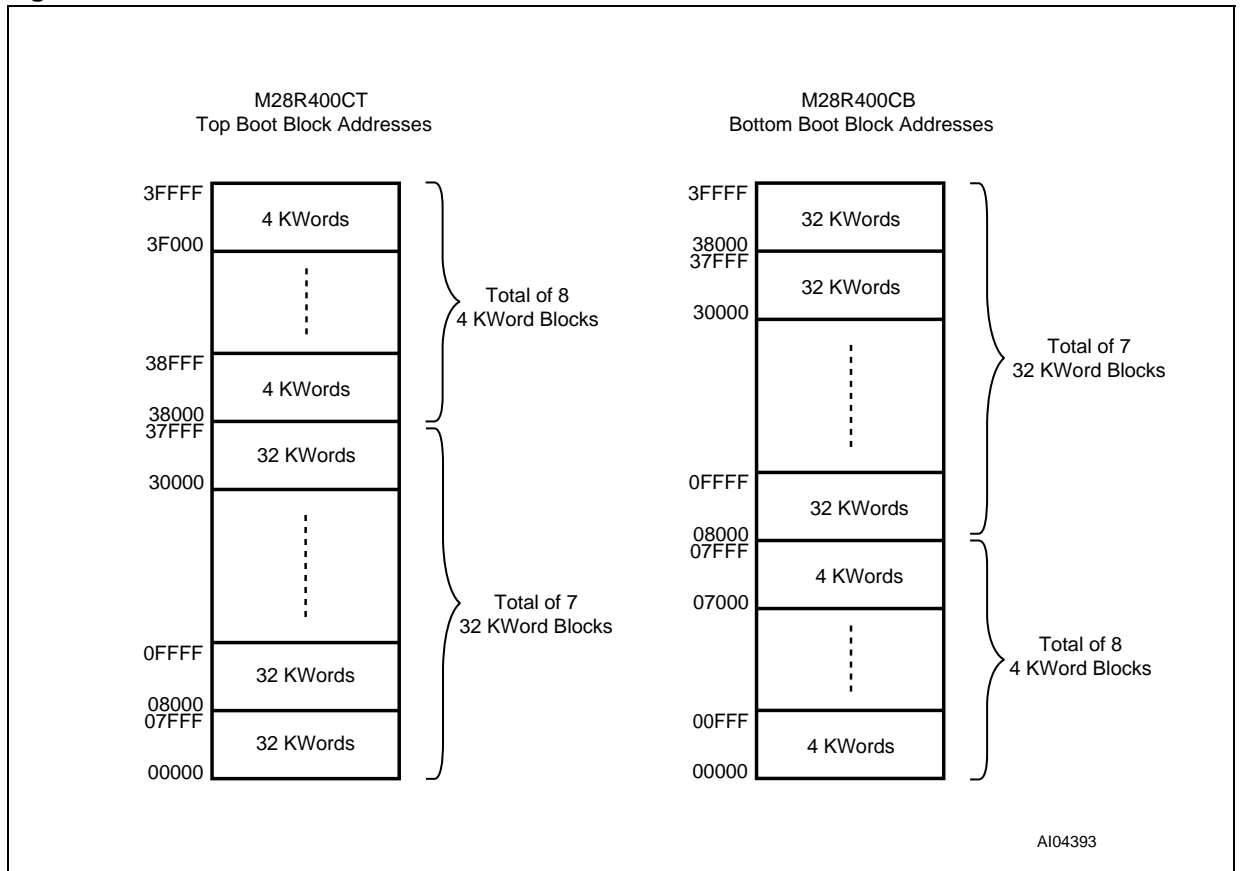 M28R400CT
Top Boot Block Addresses
3FFFF
4 KWords
3F000
Total of 8
4 KWord Blocks
38FFF
4 KWords
38000
37FFF
32 KWords
30000
Total of 7
32 KWord Blocks
0FFFF
32 KWords
08000
07FFF
32 KWords
00000
M28R400CB
Bottom Boot Block Addresses
3FFFF
32 KWords
38000
37FFF
32 KWords
30000
Total of 7
32 KWord Blocks
0FFFF
32 KWords
08000
07FFF
4 KWords
07000
Total of 8
4 KWord Blocks
00FFF
4 KWords
00000
AI04393